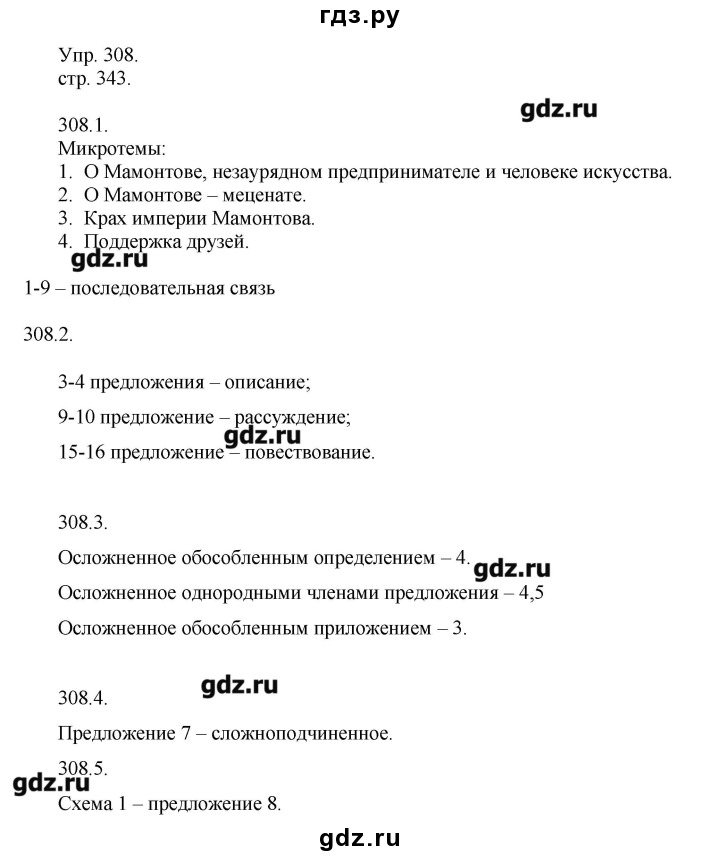 гдз.ру
Упр. 308.
стр. 343.
gdz.ru
308.1.
Микротемы:
1. О Мамонтове, незаурядном предпринимателе и человеке искусства.
2. О Мамонтове – меценате.
3. Крах империи Мамонтова.
4. Поддержка друзей.
gdz.ru
1-9 – последовательная связь
308.2.
3-4 предложения – описание;
9-10 предложение – рассуждение;
gdz.ru
15-16 предложение – повествование.
308.3.
Осложненное обособленным определением – 4.
gdz.ru
Осложненное однородными членами предложения – 4,5
Осложненное обособленным приложением – 3.
gdz.ru
308.4.
Предложение 7 – сложноподчиненное.
308.5.
gdz.ru
Схема 1 – предложение 8.
gdz.ru